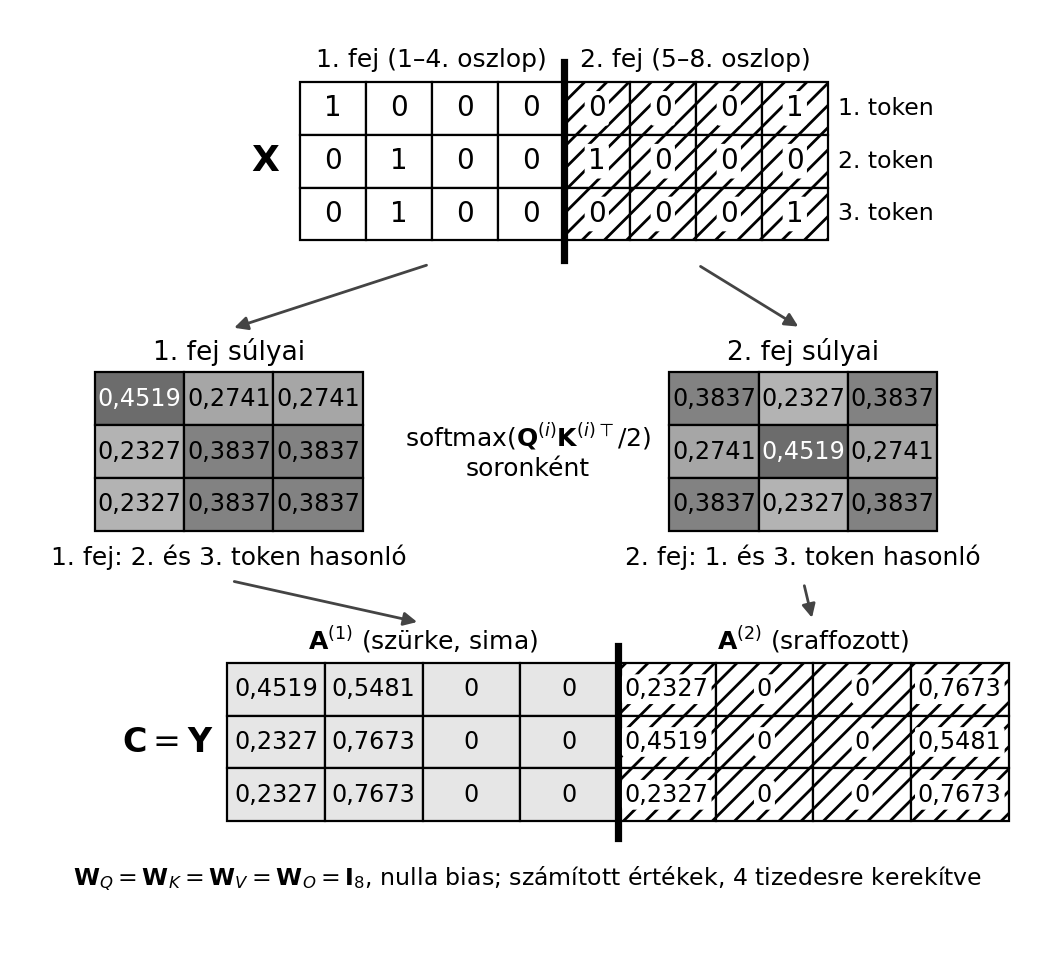 1. fej (1–4. oszlop) 2. fej (5–8. oszlop)
1 0 0 0 0 0 0 1 1. token
X 0 1 0 0 1 0 0 0 2. token
0 1 0 0 0 0 0 1 3. token
1. fej súlyai
0,4519 0,2741 0,2741
0,2327 0,3837 0,3837
0,2327 0,3837 0,3837
1. fej: 2. és 3. token hasonló
softmax(Q^(i)K^(i)⊤/2)
soronként
2. fej súlyai
0,3837 0,2327 0,3837
0,2741 0,4519 0,2741
0,3837 0,2327 0,3837
2. fej: 1. és 3. token hasonló
A^(1) (szürke, sima) A^(2) (sraffozott)
0,4519 0,5481 0 0 0,2327 0 0 0,7673
C = Y 0,2327 0,7673 0 0 0,4519 0 0 0,5481
0,2327 0,7673 0 0 0,2327 0 0 0,7673
W_Q = W_K = W_V = W_O = I_8, nulla bias; számított értékek, 4 tizedesre kerekítve